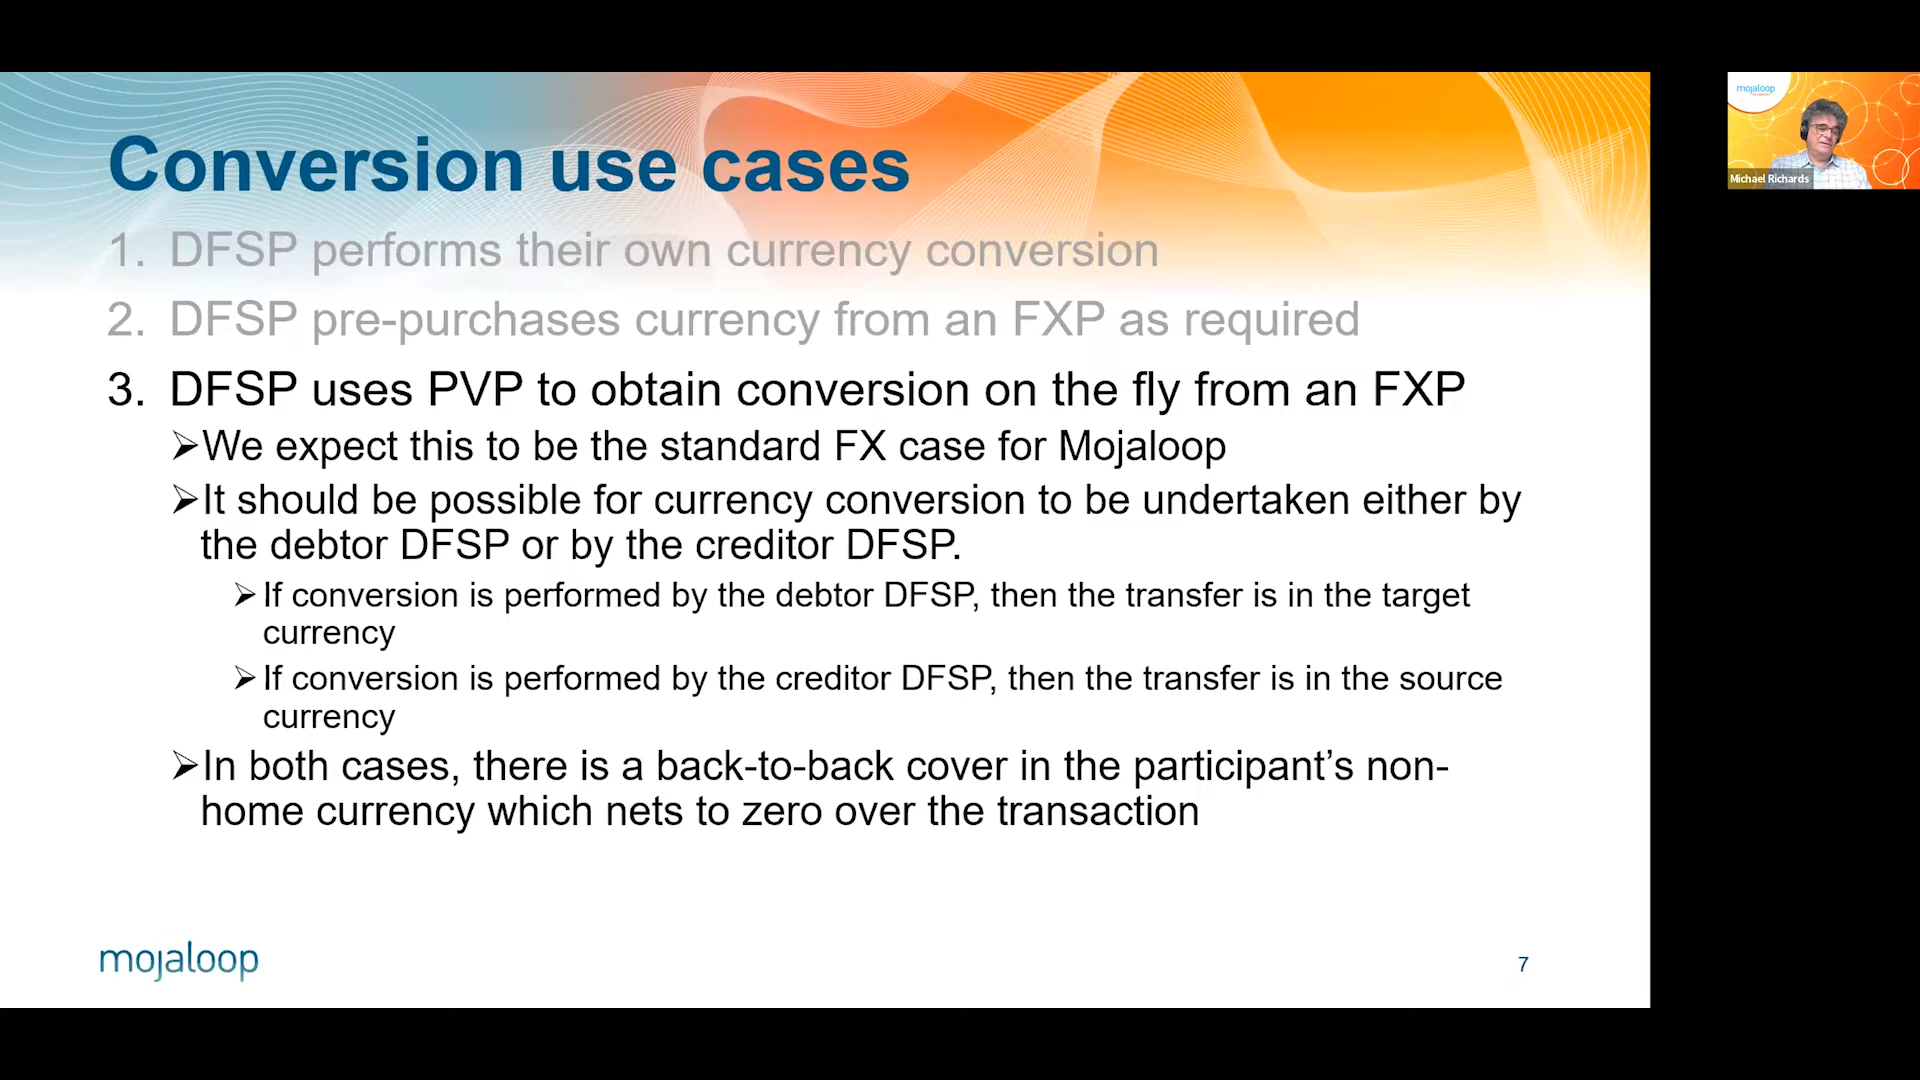 Conversion use cases
1. DFSP performs their own currency conversion
2. DFSP pre-purchases currency from an FXP as required
3. DFSP uses PVP to obtain conversion on the fly from an FXP
➢We expect this to be the standard FX case for Mojaloop
➢It should be possible for currency conversion to be undertaken either by
the debtor DFSP or by the creditor DFSP.
➢If conversion is performed by the debtor DFSP, then the transfer is in the target
currency
➢If conversion is performed by the creditor DFSP, then the transfer is in the source
currency
➢In both cases, there is a back-to-back cover in the participant’s non-
home currency which nets to zero over the transaction
mojaloop
7
mojaloop
Michael Richards